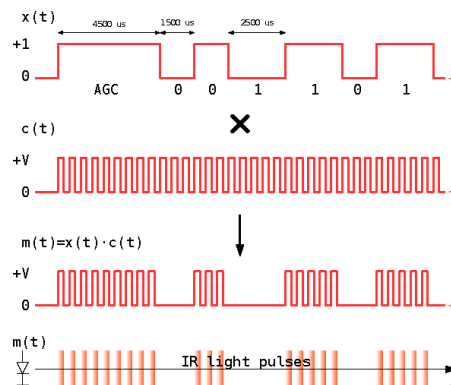 x(t)
4500 us 1500 us 2500 us
+1
0
AGC 0 0 1 1 0 1
c(t)
+V
0
m(t)=x(t)·c(t)
+V
0
m(t)
IR light pulses